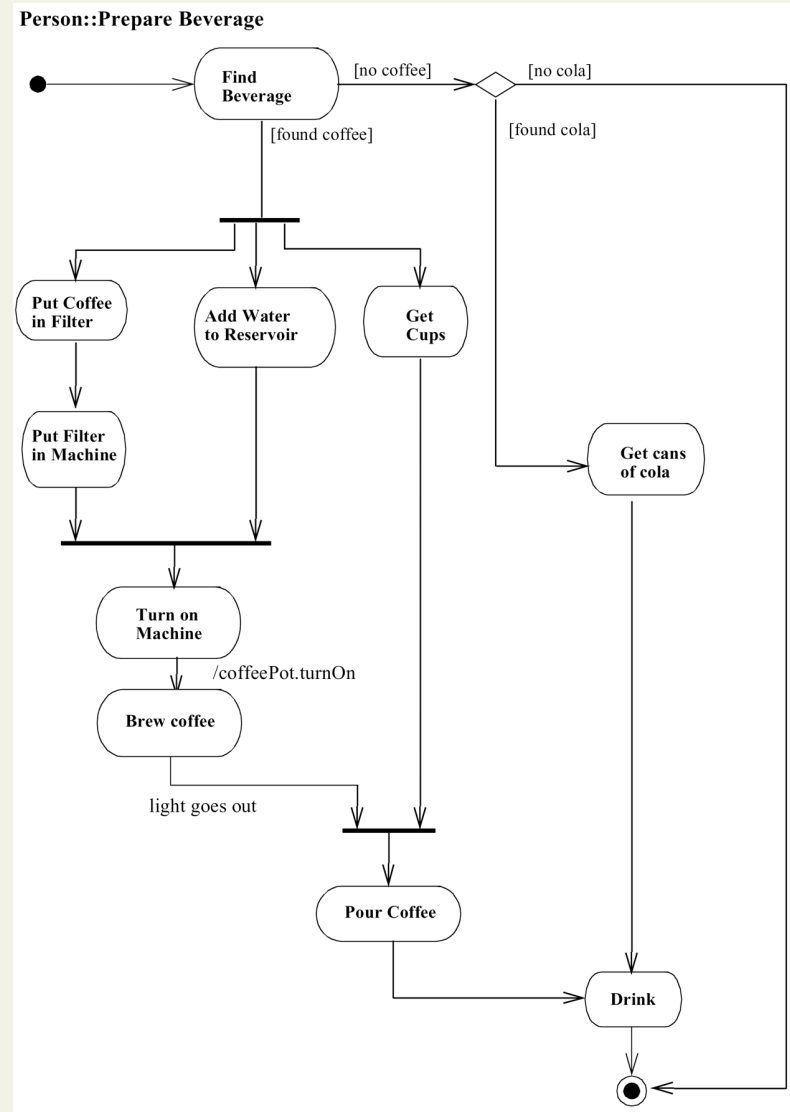 Person::Prepare Beverage
Find
Beverage
[no coffee]
[no cola]
[found coffee]
[found cola]
Put Coffee
in Filter
Add Water
to Reservoir
Get
Cups
Put Filter
in Machine
Get cans
of cola
Turn on
Machine
/coffeePot.turnOn
Brew coffee
light goes out
Pour Coffee
Drink